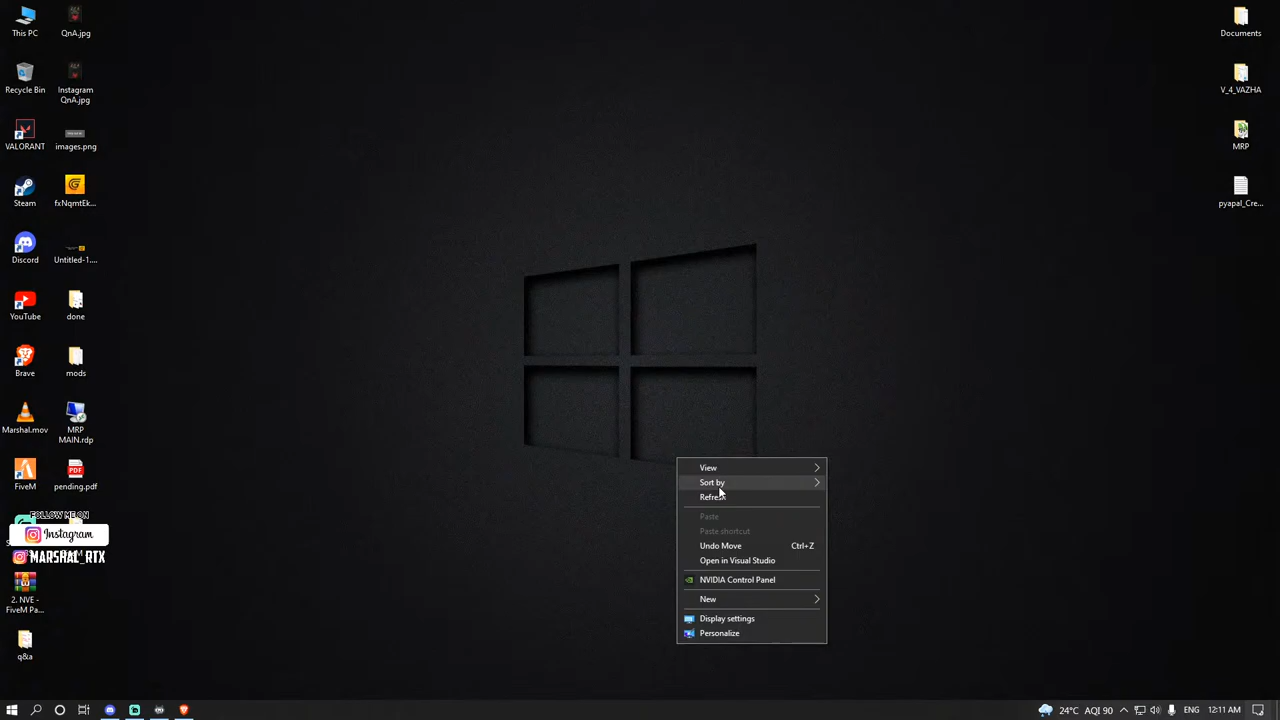 This PC
QnA.jpg
Recycle Bin
Instagram
QnA.jpg
VALORANT
images.png
Steam
fxNqmtEk...
Discord
Untitled-1....
YouTube
done
Brave
mods
Marshal.mov
MRP
MAIN.rdp
FiveM
pending.pdf
FOLLOW ME ON
Instagram
MARSHAL_RTX
2. NVE -
FiveM Pa...
q&a
Documents
V_4_VAZHA
MRP
pyapal_Cre...
View
Sort by
Refresh
Paste
Paste shortcut
Undo Move Ctrl+Z
Open in Visual Studio
NVIDIA Control Panel
New
Display settings
Personalize
24°C AQI 90
ENG
12:11 AM